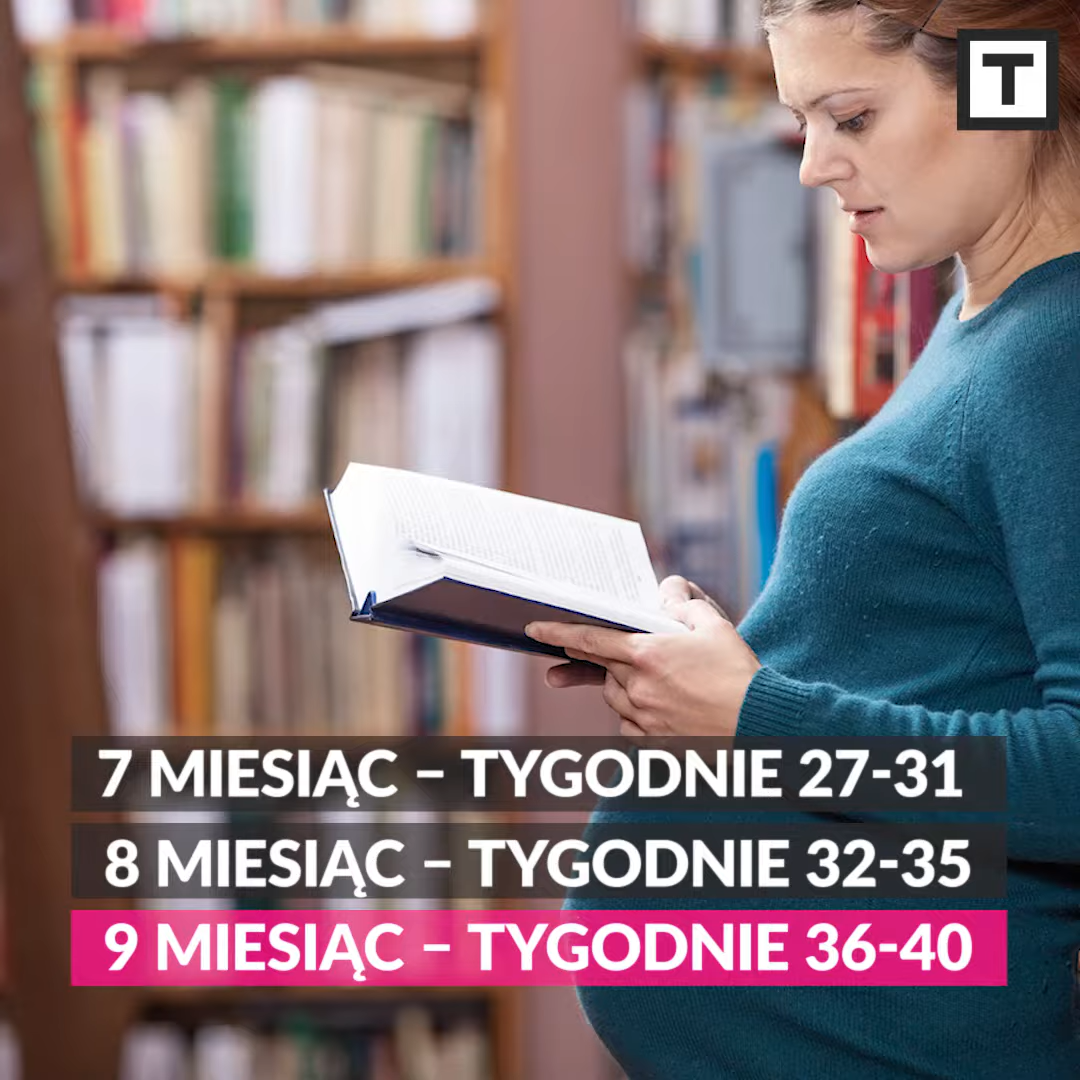 T
7 MIESIĄC – TYGODNIE 27-31
8 MIESIĄC – TYGODNIE 32-35
9 MIESIĄC – TYGODNIE 36-40